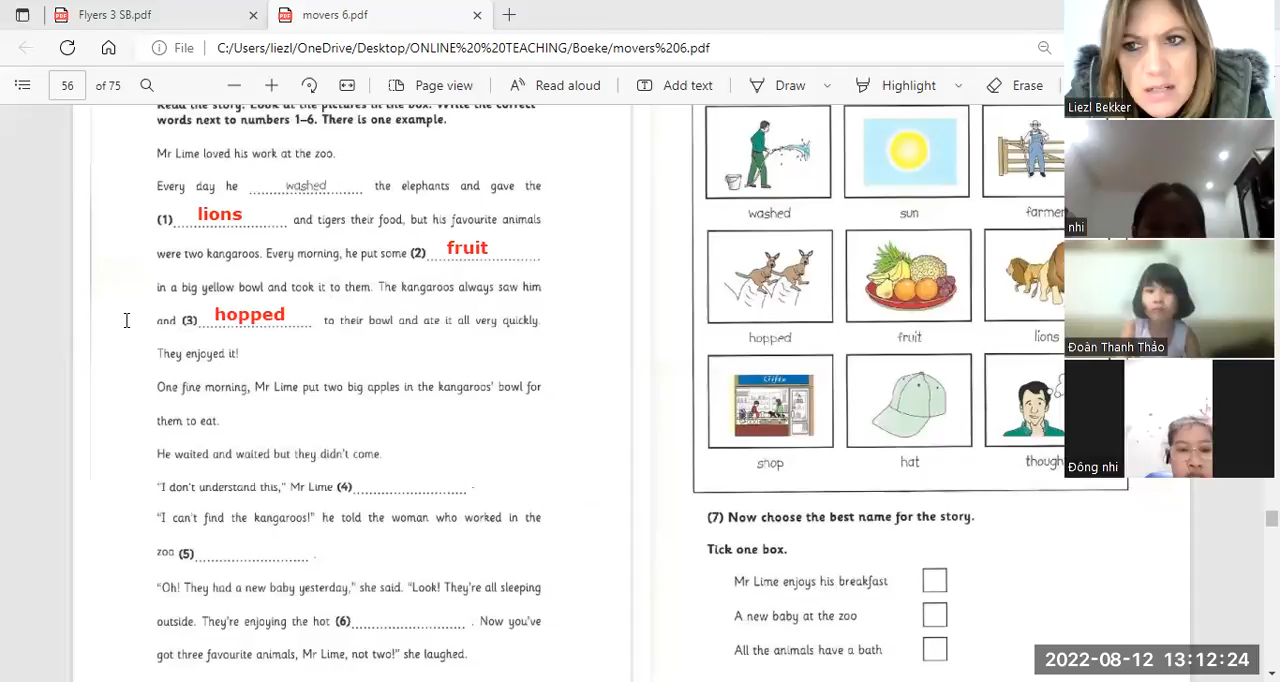 Flyers 3 SB.pdf
movers 6.pdf
File
C:/Users/liezl/OneDrive/Desktop/ONLINE%20%20TEACHING/Boeke/movers%206.pdf
56 of 75
Page view
Read aloud
Add text
Draw
Highlight
Erase
Read the story. Look at the pictures in the box. Write the correct
words next to numbers 1–6. There is one example.
Mr Lime loved his work at the zoo.
Every day he washed the elephants and gave the
(1) lions and tigers their food, but his favourite animals
were two kangaroos. Every morning, he put some (2) fruit
in a big yellow bowl and took it to them. The kangaroos always saw him
and (3) hopped to their bowl and ate it all very quickly.
They enjoyed it!
One fine morning, Mr Lime put two big apples in the kangaroos' bowl for
them to eat.
He waited and waited but they didn't come.
"I don't understand this," Mr Lime (4) .
"I can't find the kangaroos!" he told the woman who worked in the
zoo (5) .
"Oh! They had a new baby yesterday," she said. "Look! They're all sleeping
outside. They're enjoying the hot (6) . Now you've
got three favourite animals, Mr Lime, not two!" she laughed.
washed
sun
farmer
hopped
fruit
lions
Gifts
shop
hat
though
(7) Now choose the best name for the story.
Tick one box.
Mr Lime enjoys his breakfast
A new baby at the zoo
All the animals have a bath
Liezl Bekker
nhi
Đoàn Thanh Thảo
Đông nhi
2022-08-12 13:12:24